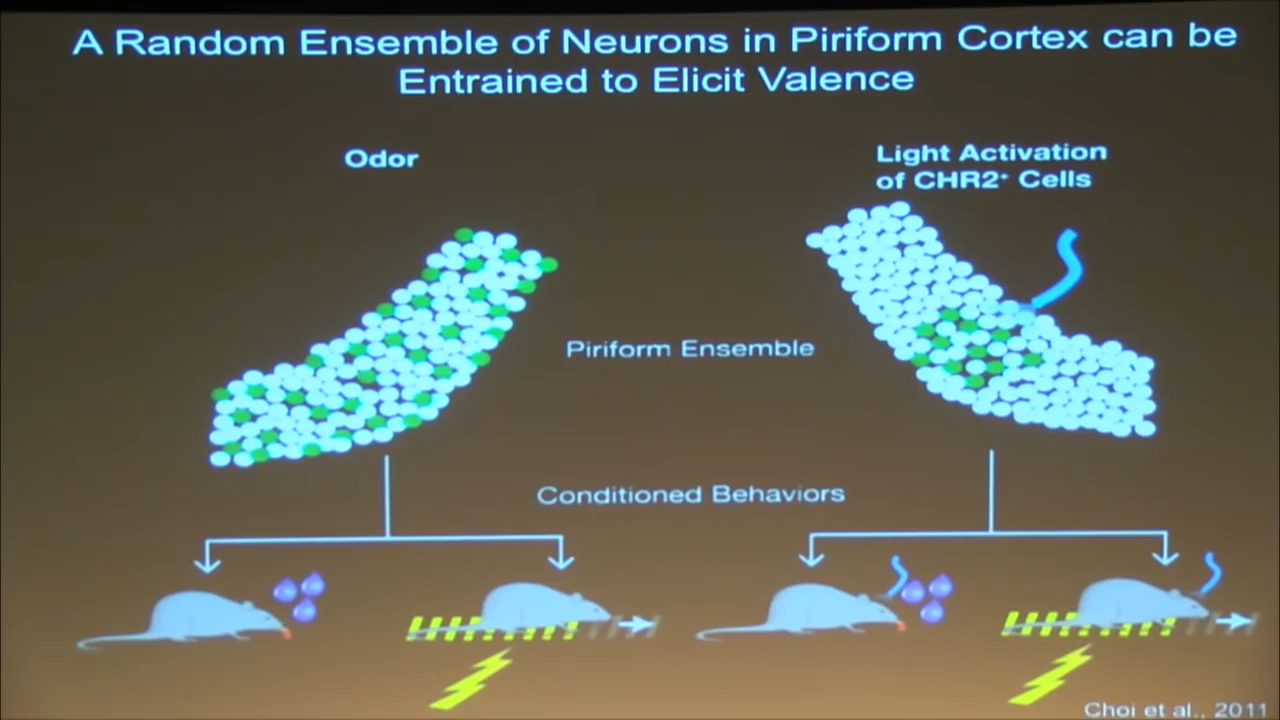 A Random Ensemble of Neurons in Piriform Cortex can be
Entrained to Elicit Valence
Odor
Light Activation
of CHR2⁺ Cells
Piriform Ensemble
Conditioned Behaviors
Choi et al., 2011